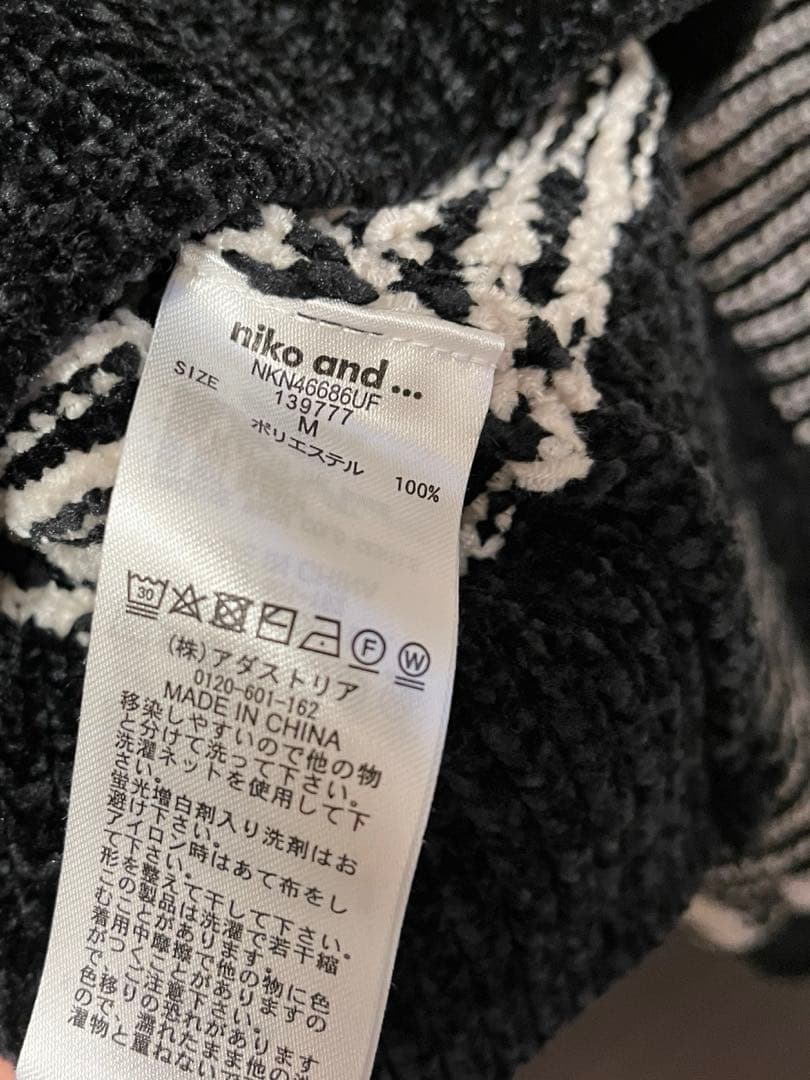 niko and ...
NKN46686UF
139777
SIZE M
ポリエステル 100%
30
F W
(株)アダストリア
0120-601-162
MADE IN CHINA
移染しやすいので他の物
と分けて洗って下さい。
洗濯ネットを使用して下
さい。
蛍光増白剤入り洗剤はお
避け下さい。
アイロン時はあて布をし
て下さい。
形を整えて干して下さい。
この製品は洗濯で若干縮
むことがあります。
着用中摩擦で他の物に色
がつくことがありますの
で、ご注意下さい。
色移りの恐れがあります
ので、濡れたまま他の洗
濯物と重ねないで下